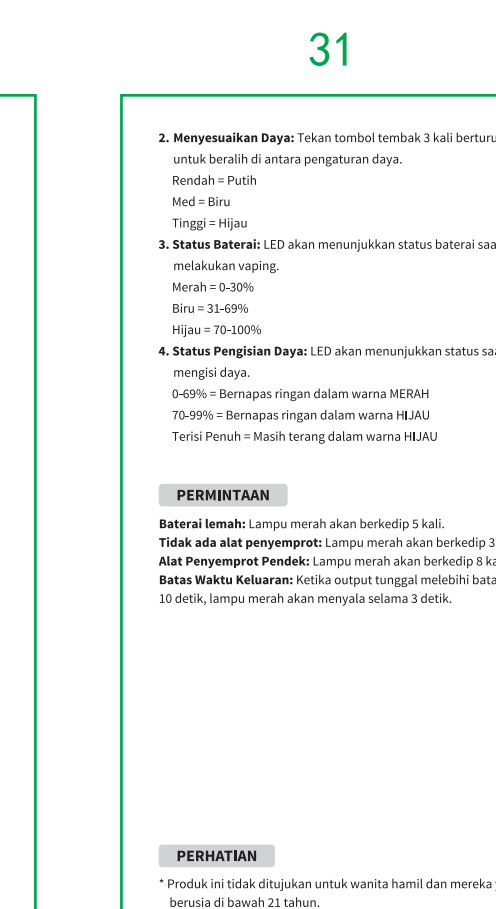 31
2. Menyesuaikan Daya: Tekan tombol tembak 3 kali
untuk beralih di antara pengaturan daya.
Rendah = Putih
Med = Biru
Tinggi = Hijau
3. Status Baterai: LED akan menunjukkan status baterai
melakukan vaping.
Merah = 0-30%
Biru = 31-69%
Hijau = 70-100%
4. Status Pengisian Daya: LED akan menunjukkan status
mengisi daya.
0-69% = Bernapas ringan dalam warna MERAH
70-99% = Bernapas ringan dalam warna HIJAU
Terisi Penuh = Masih terang dalam warna HIJAU
PERMINTAAN
Baterai lemah: Lampu merah akan berkedip 5 kali.
Tidak ada alat penyemprot: Lampu merah akan berkedip 3
Alat Penyemprot Pendek: Lampu merah akan berkedip 8
Batas Waktu Keluaran: Ketika output tunggal melebihi
10 detik, lampu merah akan menyala selama 3 detik.
PERHATIAN
* Produk ini tidak ditujukan untuk wanita hamil dan mereka
berusia di bawah 21 tahun.